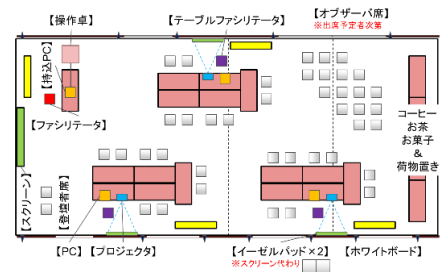 【操作卓】
【テーブルファシリテータ】
【オブザーバ席】
※出席予定者次第
【持込PC】
【ファシリテータ】
コーヒー
お茶
お菓子
&
荷物置き
【スクリーン】
【登壇者席】
【PC】
【プロジェクタ】
【イーゼルパッド×2】
※スクリーン代わり
【ホワイトボード】